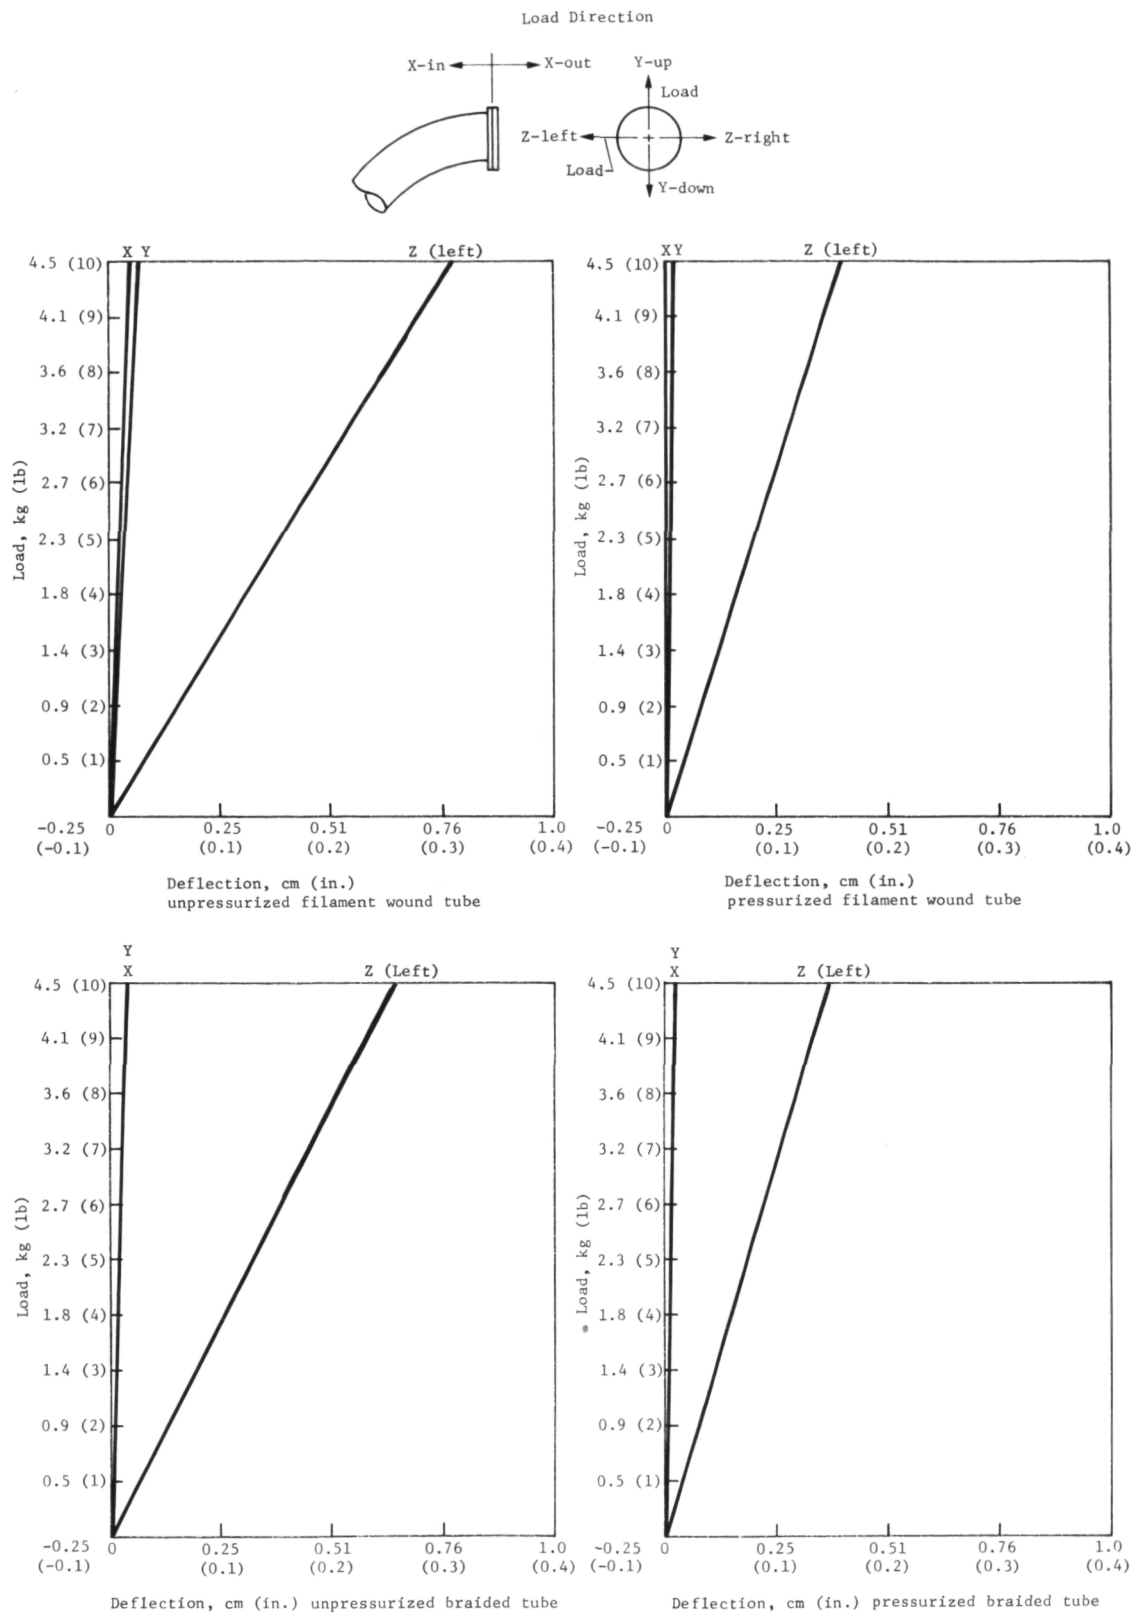 Load Direction
X-in X-out Y-up
Load
Z-left Z-right
Load
Y-down
X Y Z (left)
4.5 (10)
4.1 (9)
3.6 (8)
3.2 (7)
2.7 (6)
2.3 (5)
1.8 (4)
1.4 (3)
0.9 (2)
0.5 (1)
Load, kg (lb)
-0.25 0 0.25 0.51 0.76 1.0
(-0.1) (0.1) (0.2) (0.3) (0.4)
Deflection, cm (in.)
unpressurized filament wound tube
X Y Z (left)
4.5 (10)
4.1 (9)
3.6 (8)
3.2 (7)
2.7 (6)
2.3 (5)
1.8 (4)
1.4 (3)
0.9 (2)
0.5 (1)
Load, kg (lb)
-0.25 0 0.25 0.51 0.76 1.0
(-0.1) (0.1) (0.2) (0.3) (0.4)
Deflection, cm (in.)
pressurized filament wound tube
Y
X Z (Left)
4.5 (10)
4.1 (9)
3.6 (8)
3.2 (7)
2.7 (6)
2.3 (5)
1.8 (4)
1.4 (3)
0.9 (2)
0.5 (1)
Load, kg (lb)
-0.25 0 0.25 0.51 0.76 1.0
(-0.1) (0.1) (0.2) (0.3) (0.4)
Deflection, cm (in.) unpressurized braided tube
Y
X Z (Left)
4.5 (10)
4.1 (9)
3.6 (8)
3.2 (7)
2.7 (6)
2.3 (5)
1.8 (4)
1.4 (3)
0.9 (2)
0.5 (1)
Load, kg (lb)
-0.25 0 0.25 0.51 0.76 1.0
(-0.1) (0.1) (0.2) (0.3) (0.4)
Deflection, cm (in.) pressurized braided tube